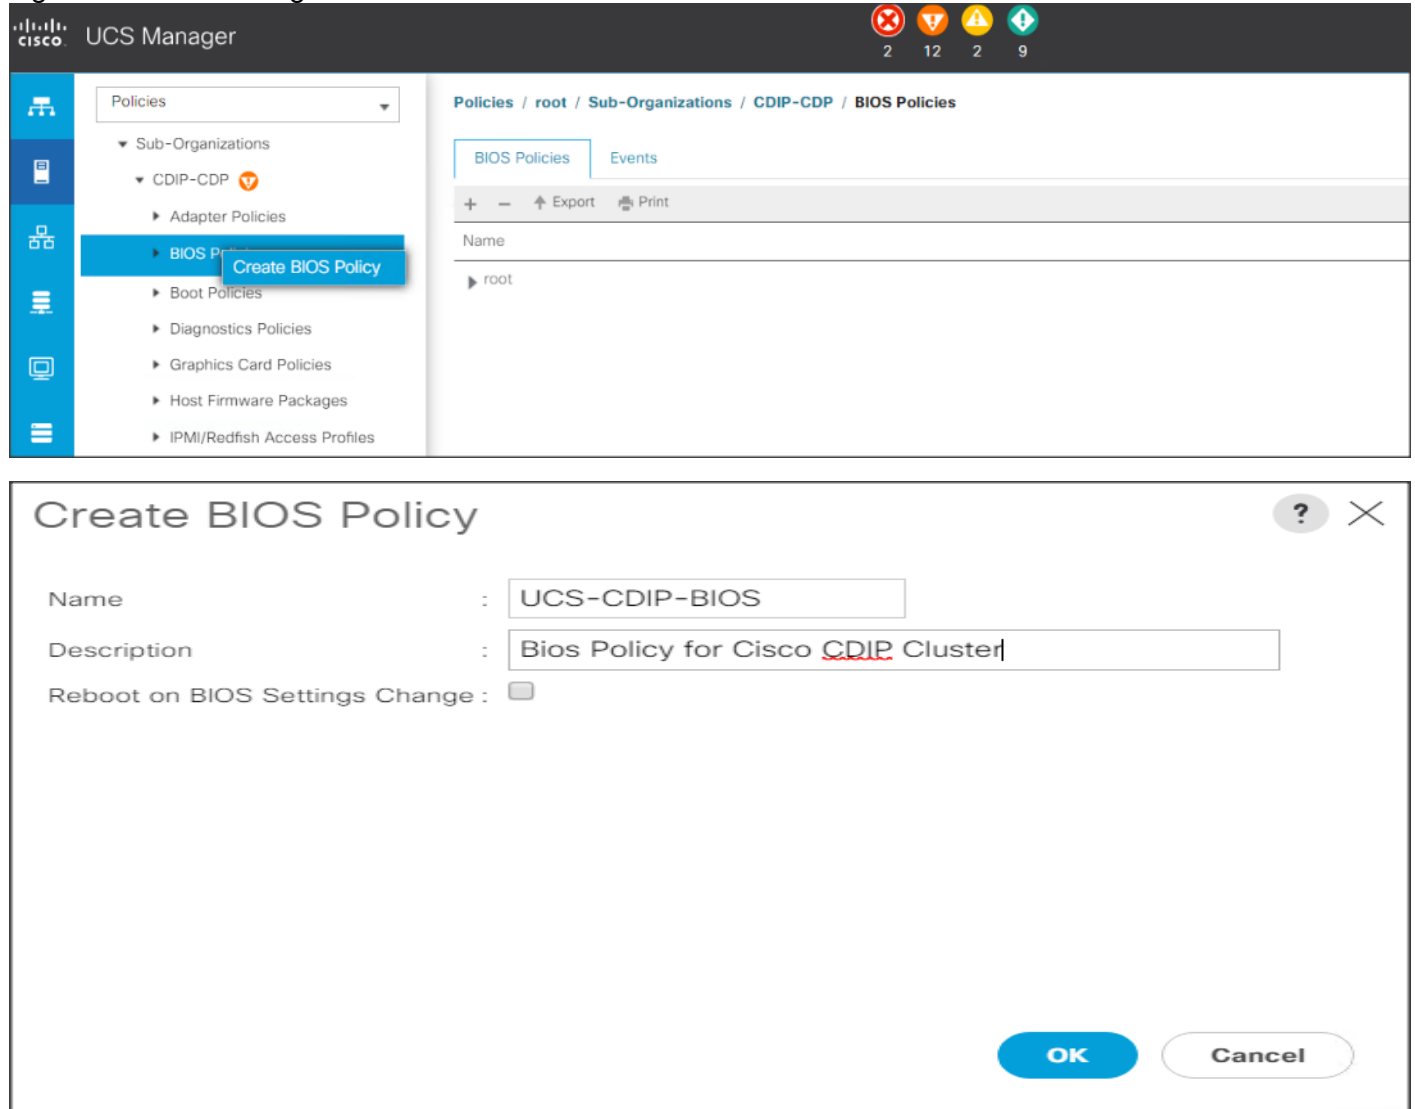 CISCO UCS Manager
2 12 2 9
Policies
Sub-Organizations
CDIP-CDP
Adapter Policies
BIOS
Create BIOS Policy
Boot Policies
Diagnostics Policies
Graphics Card Policies
Host Firmware Packages
IPMI/Redfish Access Profiles
Policies / root / Sub-Organizations / CDIP-CDP / BIOS Policies
BIOS Policies Events
+ − Export Print
Name
root
Create BIOS Policy ?
Name : UCS-CDIP-BIOS
Description : Bios Policy for Cisco CDIP Cluster
Reboot on BIOS Settings Change :
OK Cancel